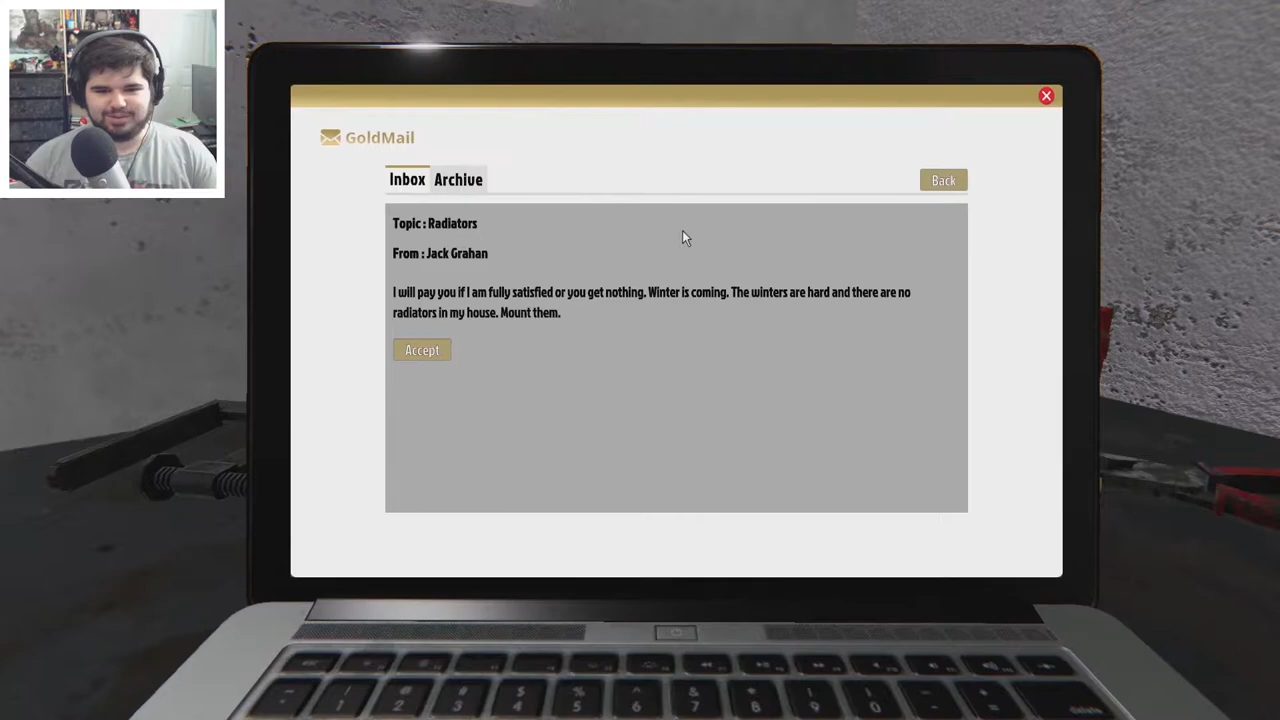 GoldMail
Inbox Archive
Back
Topic : Radiators
From : Jack Grahan
I will pay you if I am fully satisfied or you get nothing. Winter is coming. The winters are hard and there are no
radiators in my house. Mount them.
Accept